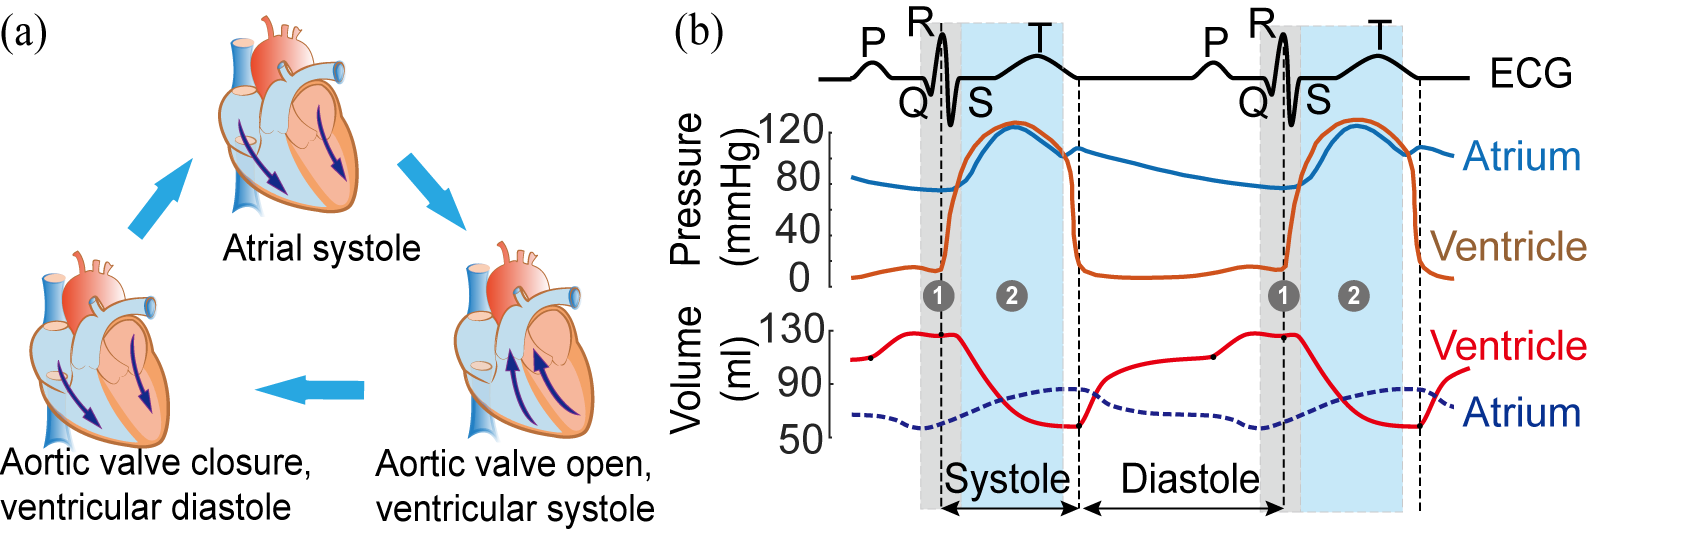 (a)
Atrial systole
Aortic valve closure,
ventricular diastole
Aortic valve open,
ventricular systole
(b)
P
R
Q
S
T
P
R
Q
S
T
ECG
Pressure
(mmHg)
120
80
80
40
0
Atrium
Ventricle
1
2
1
2
Volume
(ml)
130
90
50
Ventricle
Atrium
Systole
Diastole